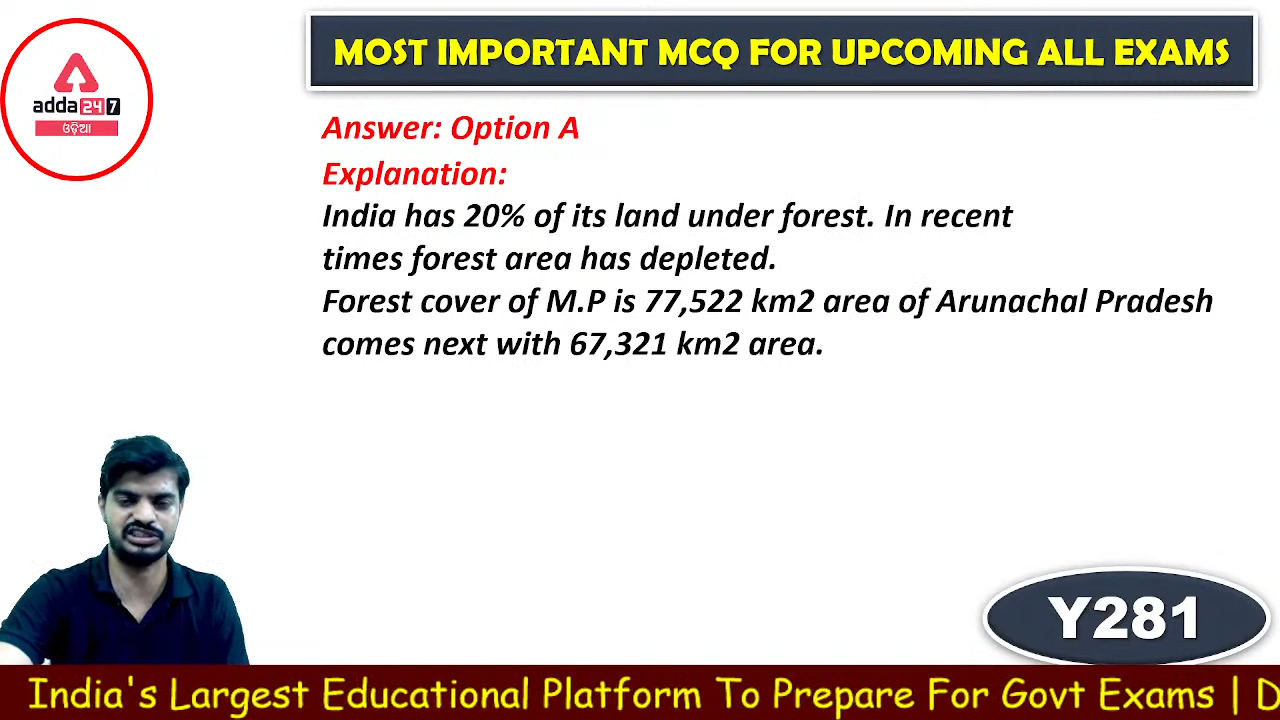 MOST IMPORTANT MCQ FOR UPCOMING ALL EXAMS
adda 24 7
ଓଡ଼ିଆ
Answer: Option A
Explanation:
India has 20% of its land under forest. In recent
times forest area has depleted.
Forest cover of M.P is 77,522 km2 area of Arunachal Pradesh
comes next with 67,321 km2 area.
Y281
India's Largest Educational Platform To Prepare For Govt Exams | D